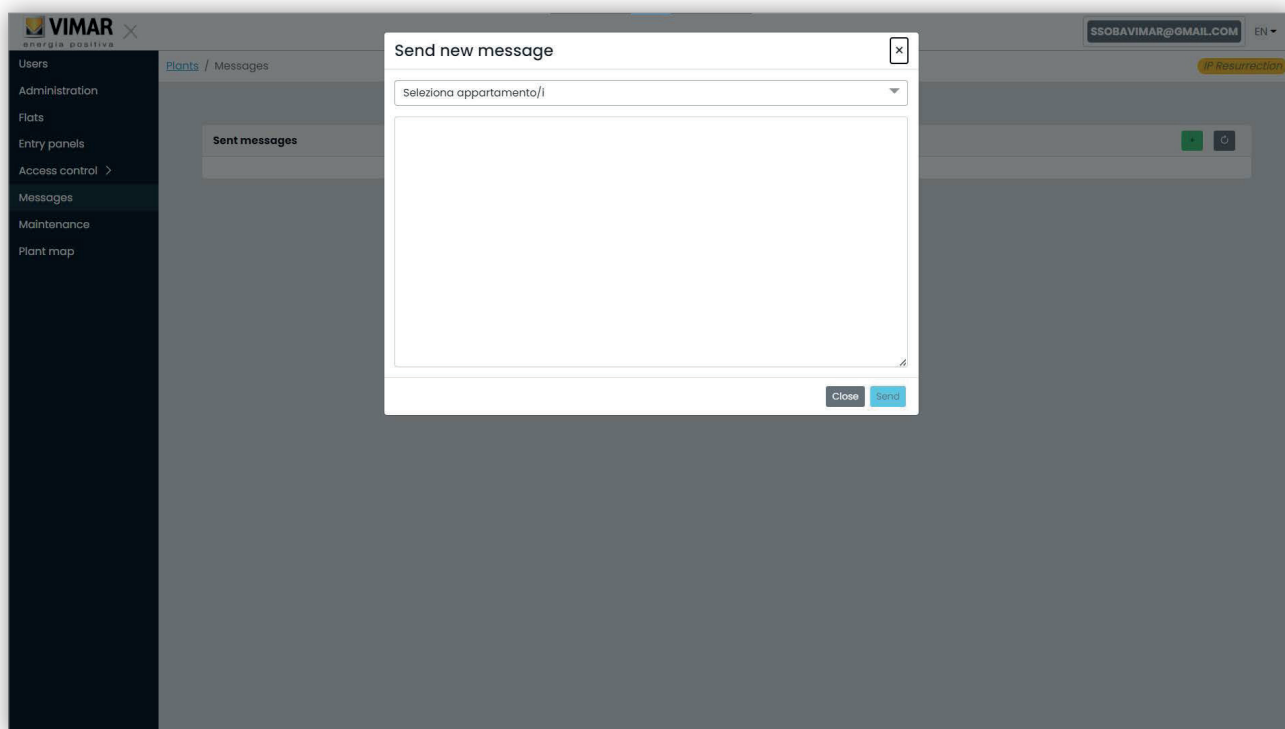 VIMAR
energia positiva
SSOBAVIMAR@GMAIL.COM EN
Plants / Messages
IP Resurrection
Users
Administration
Flats
Entry panels
Access control >
Messages
Maintenance
Plant map
Sent messages
+
Send new message
×
Seleziona appartamento/i
Close Send